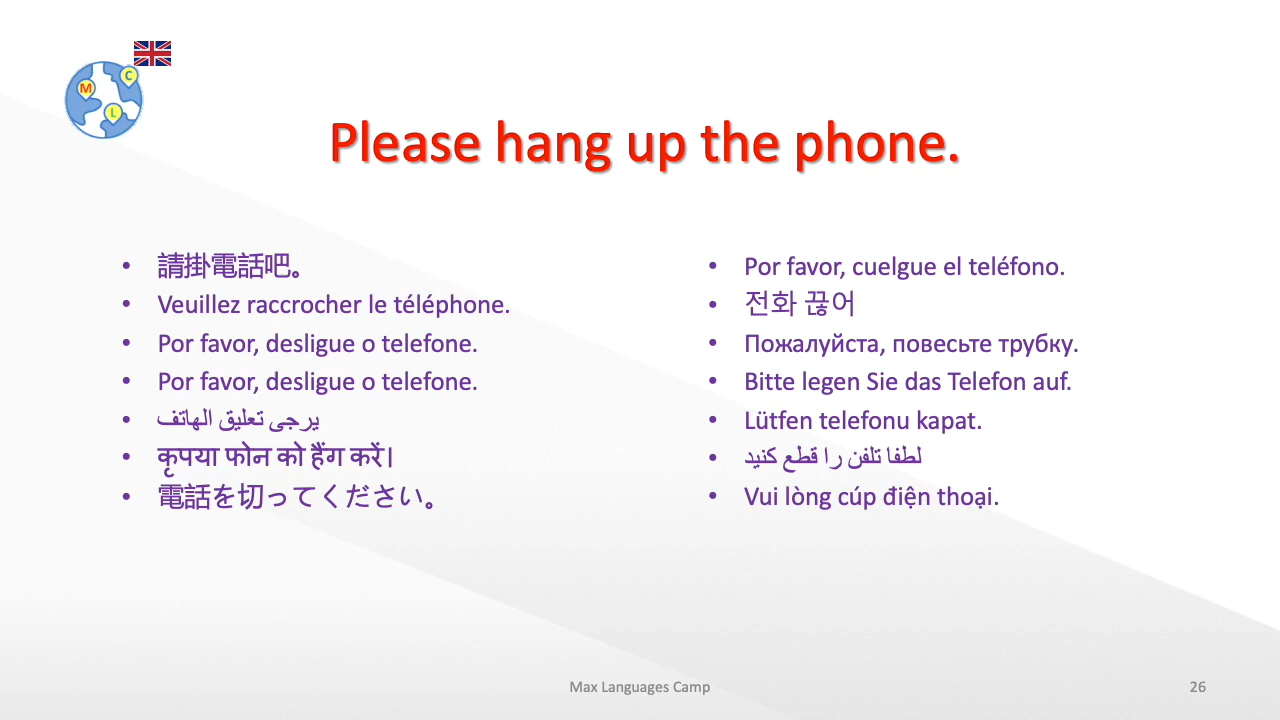 M
C
L
Please hang up the phone.
請掛電話吧。
Veuillez raccrocher le téléphone.
Por favor, desligue o telefone.
Por favor, desligue o telefone.
يرجى تعليق الهاتف
कृपया फोन को हैंग करें।
電話を切ってください。
Por favor, cuelgue el teléfono.
전화 끊어
Пожалуйста, повесьте трубку.
Bitte legen Sie das Telefon auf.
Lütfen telefonu kapat.
لطفا تلفن را قطع کنید
Vui lòng cúp điện thoại.
Max Languages Camp
26